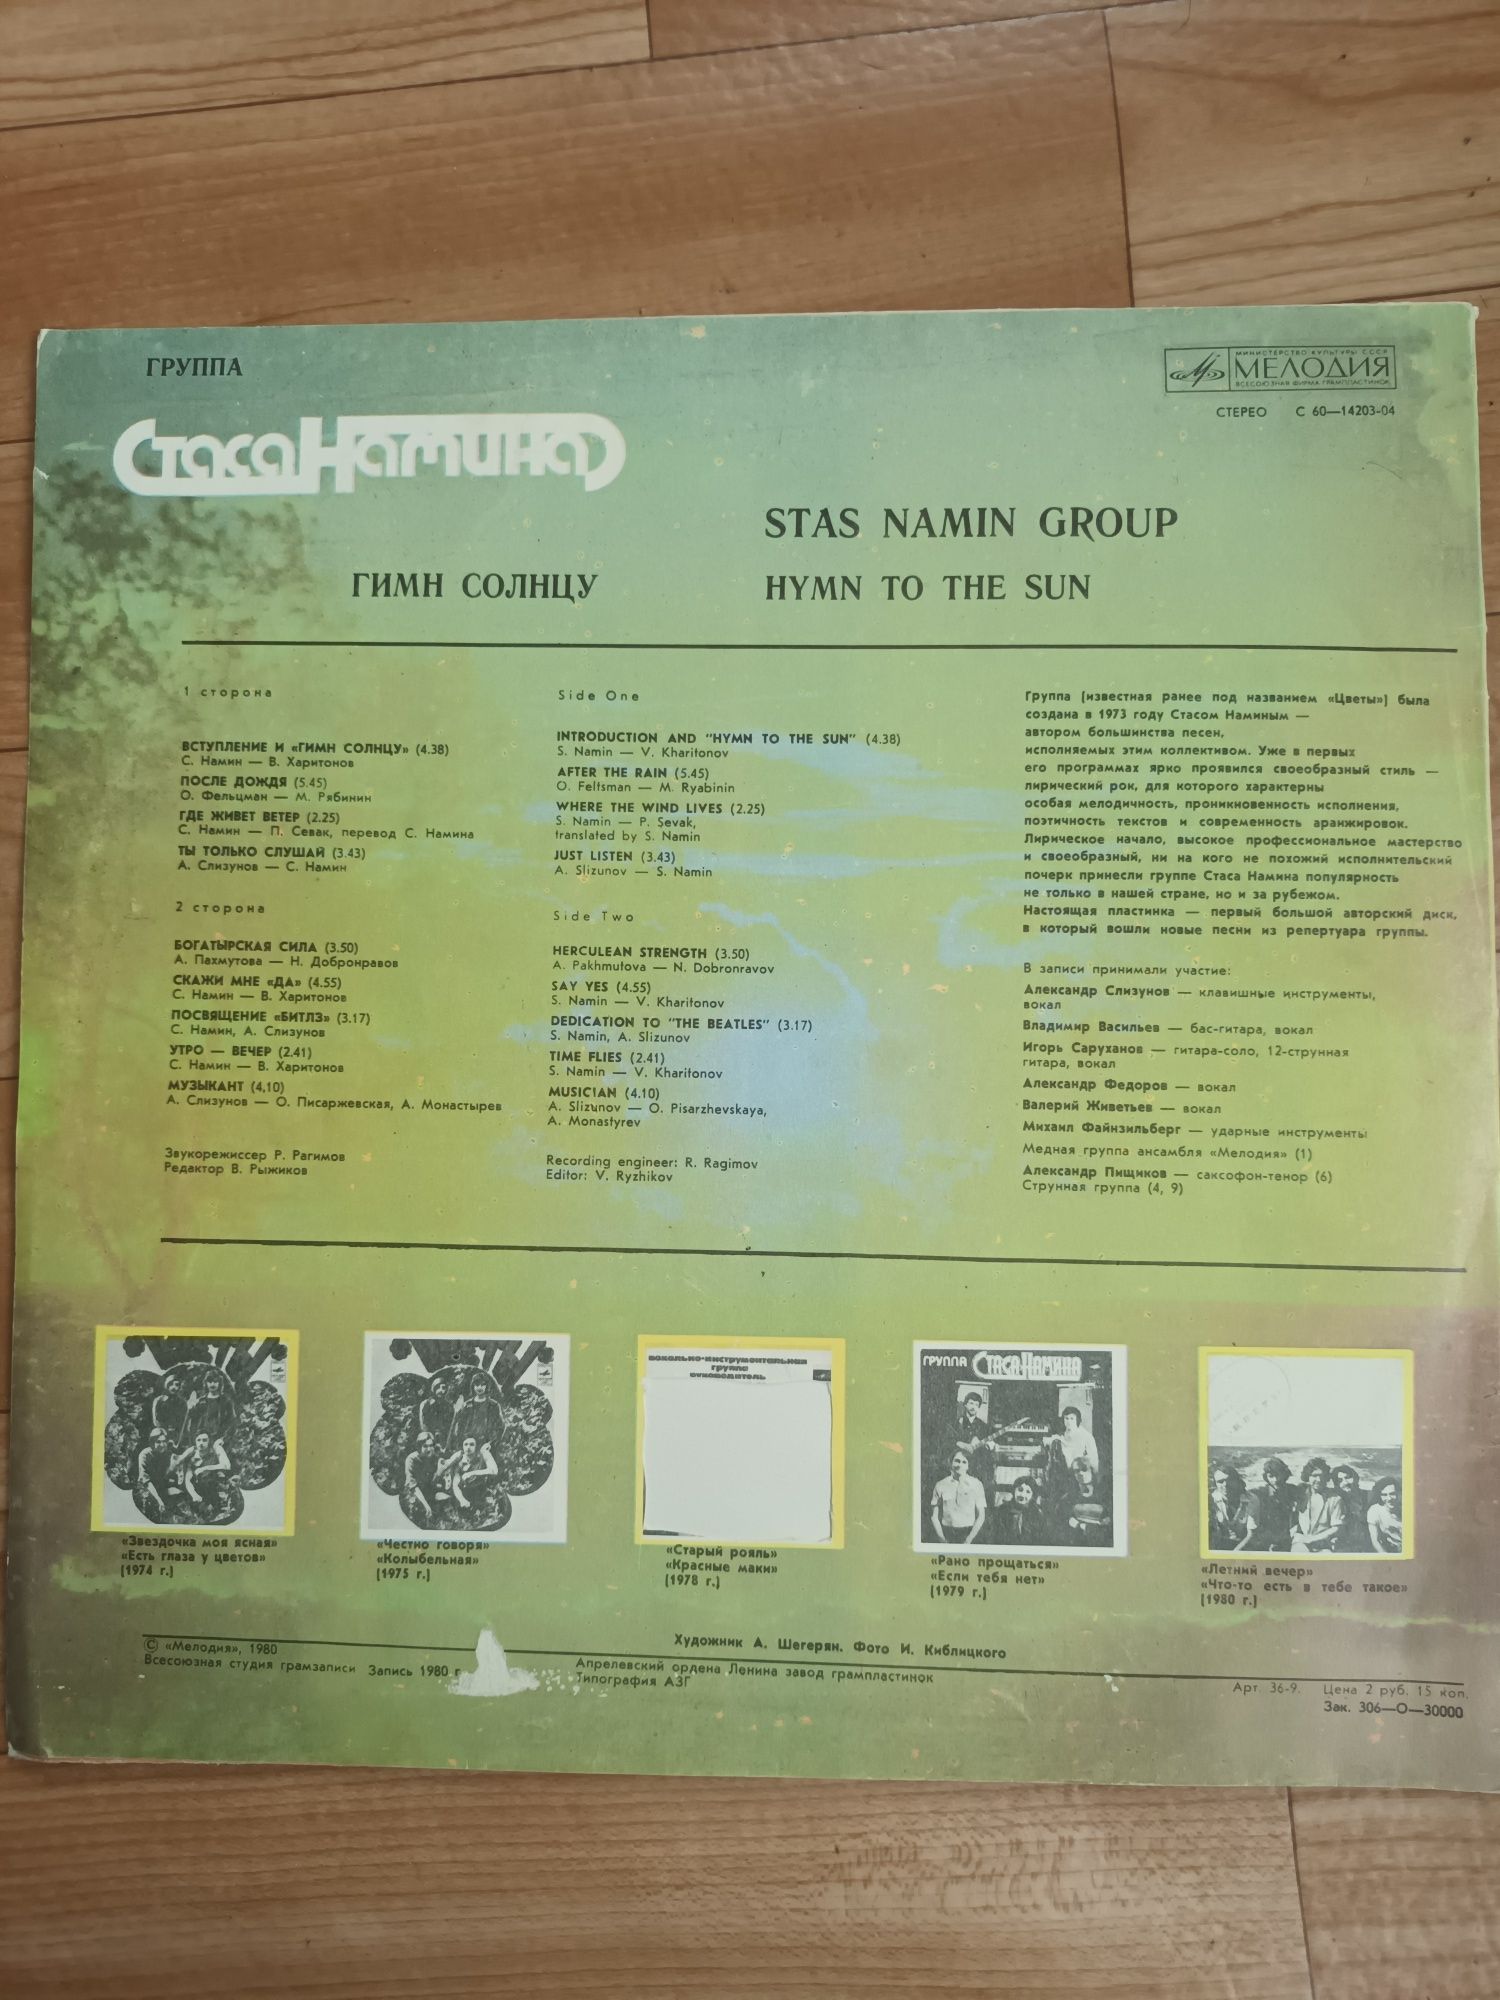 ГРУППА
Стаса Намина
МИНИСТЕРСТВО КУЛЬТУРЫ СССР
МЕЛОДИЯ
ВСЕСОЮЗНАЯ ФИРМА ГРАМПЛАСТИНОК
СТЕРЕО С 60—14203-04
STAS NAMIN GROUP
ГИМН СОЛНЦУ
HYMN TO THE SUN
1 сторона
ВСТУПЛЕНИЕ И «ГИМН СОЛНЦУ» (4.38)
С. Намин — В. Харитонов
ПОСЛЕ ДОЖДЯ (5.45)
О. Фельцман — М. Рябинин
ГДЕ ЖИВЕТ ВЕТЕР (2.25)
С. Намин — П. Севак, перевод С. Намина
ТЫ ТОЛЬКО СЛУШАЙ (3.43)
А. Слизунов — С. Намин
2 сторона
БОГАТЫРСКАЯ СИЛА (3.50)
А. Пахмутова — Н. Добронравов
СКАЖИ МНЕ «ДА» (4.55)
С. Намин — В. Харитонов
ПОСВЯЩЕНИЕ «БИТЛЗ» (3.17)
С. Намин, А. Слизунов
УТРО — ВЕЧЕР (2.41)
С. Намин — В. Харитонов
МУЗЫКАНТ (4.10)
А. Слизунов — О. Писаржевская, А. Монастырев
Звукорежиссер Р. Рагимов
Редактор В. Рыжиков
Side One
INTRODUCTION AND "HYMN TO THE SUN" (4.38)
S. Namin — V. Kharitonov
AFTER THE RAIN (5.45)
O. Feltsman — M. Ryabinin
WHERE THE WIND LIVES (2.25)
S. Namin — P. Sevak,
translated by S. Namin
JUST LISTEN (3.43)
A. Slizunov — S. Namin
Side Two
HERCULEAN STRENGTH (3.50)
A. Pakhmutova — N. Dobronravov
SAY YES (4.55)
S. Namin — V. Kharitonov
DEDICATION TO "THE BEATLES" (3.17)
S. Namin, A. Slizunov
TIME FLIES (2.41)
S. Namin — V. Kharitonov
MUSICIAN (4.10)
A. Slizunov — O. Pisarzhevskaya,
A. Monastyrev
Recording engineer: R. Ragimov
Editor: V. Ryzhikov
Группа (известная ранее под названием «Цветы») была
создана в 1973 году Стасом Наминым —
автором большинства песен,
исполняемых этим коллективом. Уже в первых
его программах ярко проявился своеобразный стиль —
лирический рок, для которого характерны
особая мелодичность, проникновенность исполнения,
поэтичность текстов и современность аранжировок.
Лирическое начало, высокое профессиональное мастерство
и своеобразный, ни на кого не похожий исполнительский
почерк принесли группе Стаса Намина популярность
не только в нашей стране, но и за рубежом.
Настоящая пластинка — первый большой авторский диск,
в который вошли новые песни из репертуара группы.
В записи принимали участие:
Александр Слизунов — клавишные инструменты,
вокал
Владимир Васильев — бас-гитара, вокал
Игорь Саруханов — гитара-соло, 12-струнная
гитара, вокал
Александр Федоров — вокал
Валерий Живетьев — вокал
Михаил Файнзильберг — ударные инструменты
Медная группа ансамбля «Мелодия» (1)
Александр Пищиков — саксофон-тенор (6)
Струнная группа (4, 9)
вокально-инструментальная
группа
руководитель
ГРУППА Стаса Намина
«Звездочка моя ясная»
«Есть глаза у цветов»
(1974 г.)
«Честно говоря»
«Колыбельная»
(1975 г.)
«Старый рояль»
«Красные маки»
(1978 г.)
«Рано прощаться»
«Если тебя нет»
(1979 г.)
«Летний вечер»
«Что-то есть в тебе такое»
(1980 г.)
© «Мелодия», 1980
Всесоюзная студия грамзаписи Запись 1980 г.
Художник А. Шегерян. Фото И. Киблицкого
Апрелевский ордена Ленина завод грампластинок
Типография АЗГ
Арт. 36-9. Цена 2 руб. 15 коп.
Зак. 306—О—30000